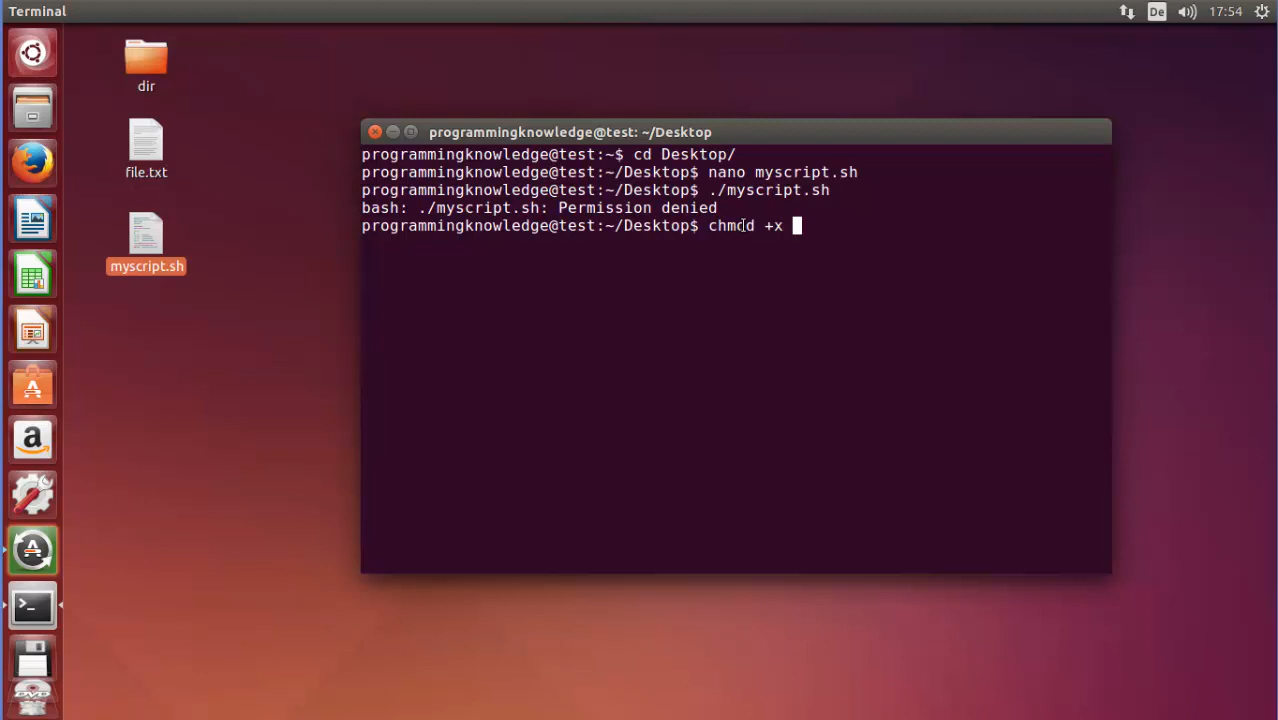 Terminal
De
17:54
dir
file.txt
myscript.sh
programmingknowledge@test: ~/Desktop
programmingknowledge@test:~$ cd Desktop/
programmingknowledge@test:~/Desktop$ nano myscript.sh
programmingknowledge@test:~/Desktop$ ./myscript.sh
bash: ./myscript.sh: Permission denied
programmingknowledge@test:~/Desktop$ chmod +x